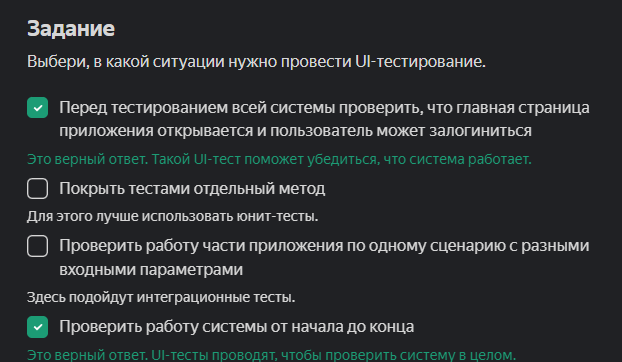 Задание
Выбери, в какой ситуации нужно провести UI-тестирование.
Перед тестированием всей системы проверить, что главная страница
приложения открывается и пользователь может залогиниться
Это верный ответ. Такой UI-тест поможет убедиться, что система работает.
Покрыть тестами отдельный метод
Для этого лучше использовать юнит-тесты.
Проверить работу части приложения по одному сценарию с разными
входными параметрами
Здесь подойдут интеграционные тесты.
Проверить работу системы от начала до конца
Это верный ответ. UI-тесты проводят, чтобы проверить систему в целом.